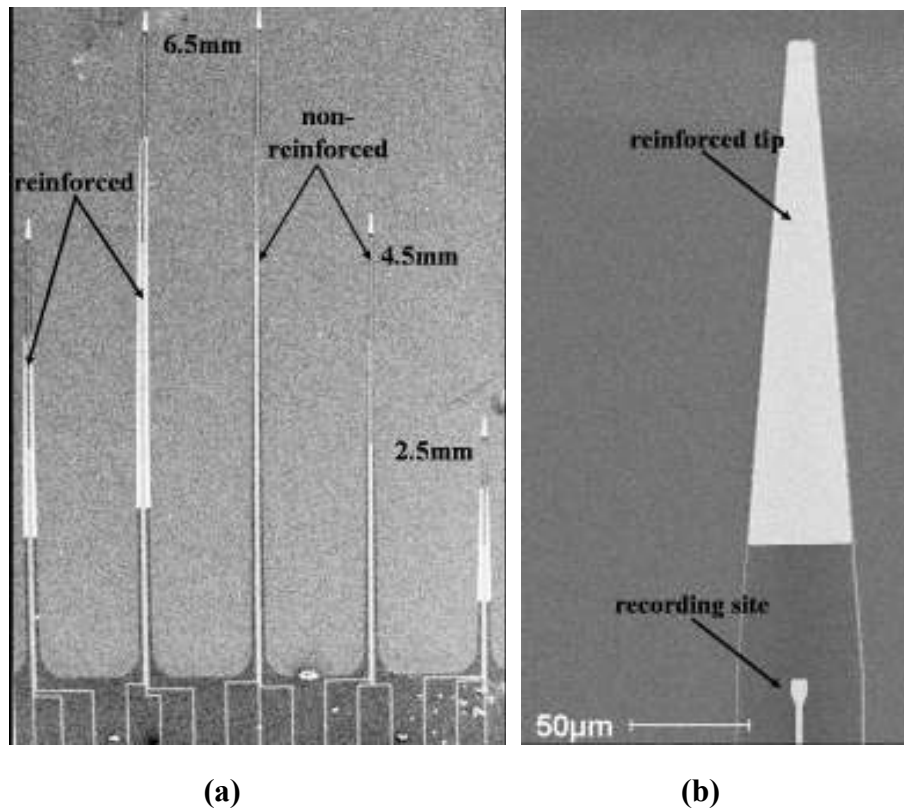 6.5mm
non-
reinforced
reinforced
4.5mm
2.5mm
(a)
reinforced tip
recording site
50μm
(b)